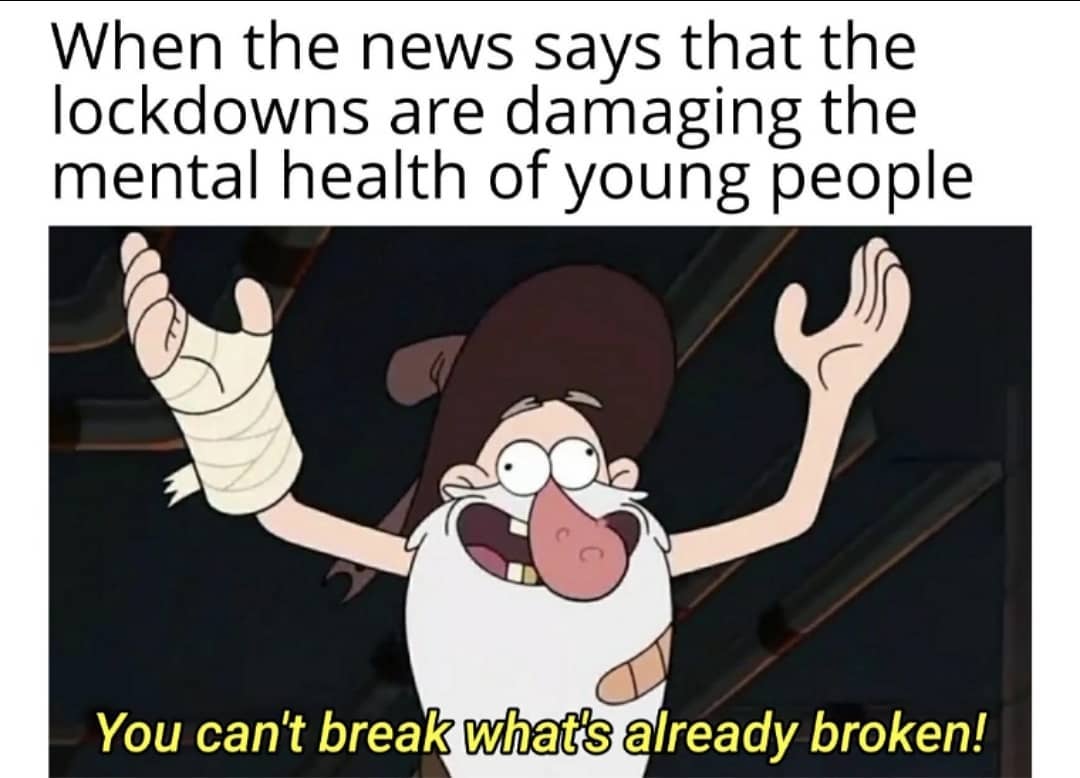 When the news says that the
lockdowns are damaging the
mental health of young people
You can't break what's already broken!